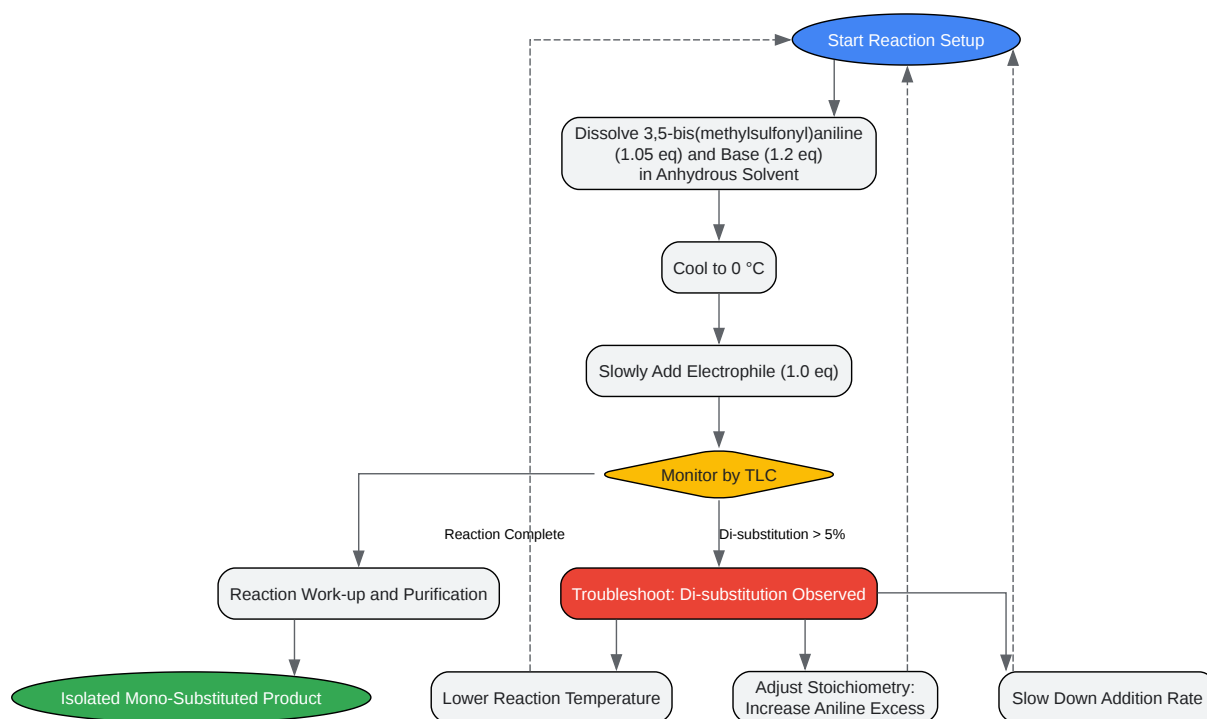 Start Reaction Setup
Dissolve 3,5-bis(methylsulfonyl)aniline
(1.05 eq) and Base (1.2 eq)
in Anhydrous Solvent
Cool to 0 °C
Slowly Add Electrophile (1.0 eq)
Monitor by TLC
Reaction Complete
Di-substitution > 5%
Reaction Work-up and Purification
Troubleshoot: Di-substitution Observed
Isolated Mono-Substituted Product
Lower Reaction Temperature
Adjust Stoichiometry:
Increase Aniline Excess
Slow Down Addition Rate